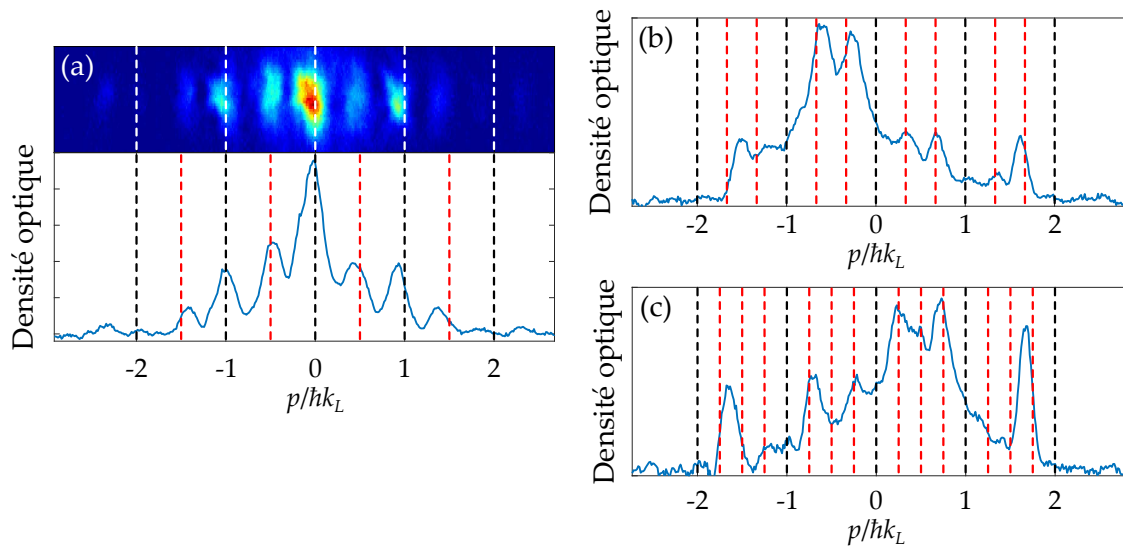 (a)
Densité optique
-2 -1 0 1 2
p/ħk_L
(b)
Densité optique
-2 -1 0 1 2
p/ħk_L
(c)
Densité optique
-2 -1 0 1 2
p/ħk_L